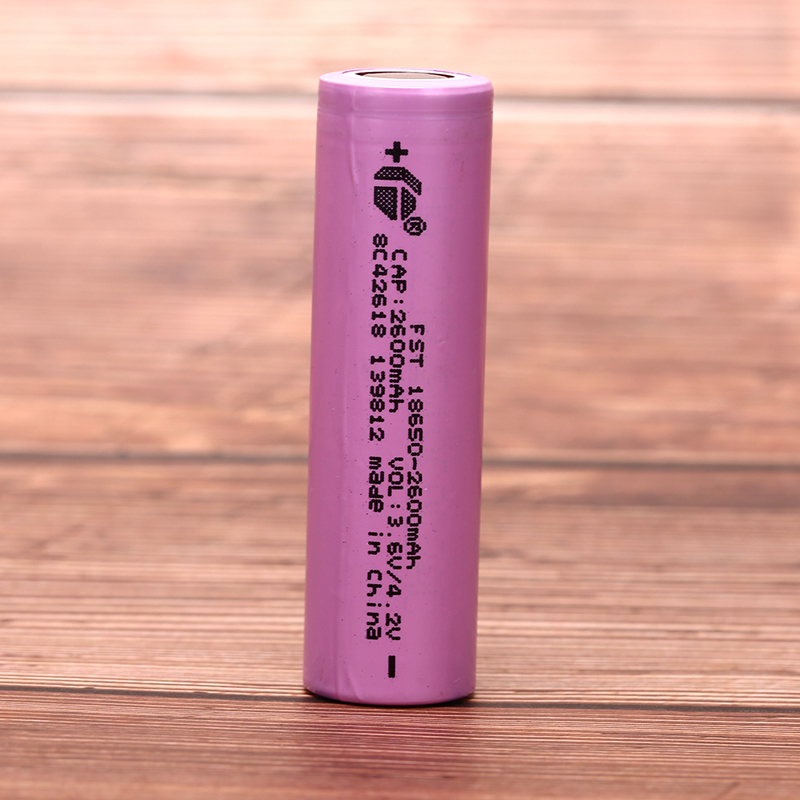 +
®
FST 18650-2600mAh
CAP:2600mAh VOL:3.6V/4.2V
8C42618 139812 made in China
-